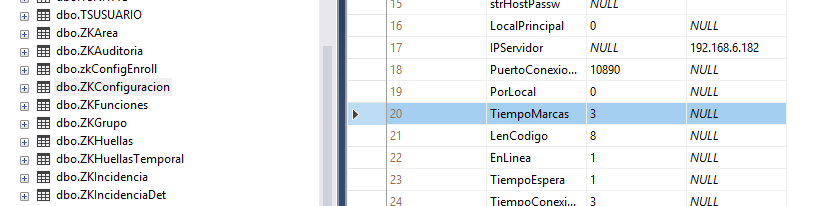 dbo.TSUSUARIO
dbo.ZKArea
dbo.ZKAuditoria
dbo.zkConfigEnroll
dbo.ZKConfiguracion
dbo.ZKFunciones
dbo.ZKGrupo
dbo.ZKHuellas
dbo.ZKHuellasTemporal
dbo.ZKIncidencia
dbo.ZKIncidenciaDet
15 strHostPassw NULL
16 LocalPrincipal 0 NULL
17 IPServidor NULL 192.168.6.182
18 PuertoConexio... 10890 NULL
19 PorLocal 0 NULL
20 TiempoMarcas 3 NULL
21 LenCodigo 8 NULL
22 EnLinea 1 NULL
23 TiempoEspera 1 NULL
24 TiempoConexi... 3 NULL